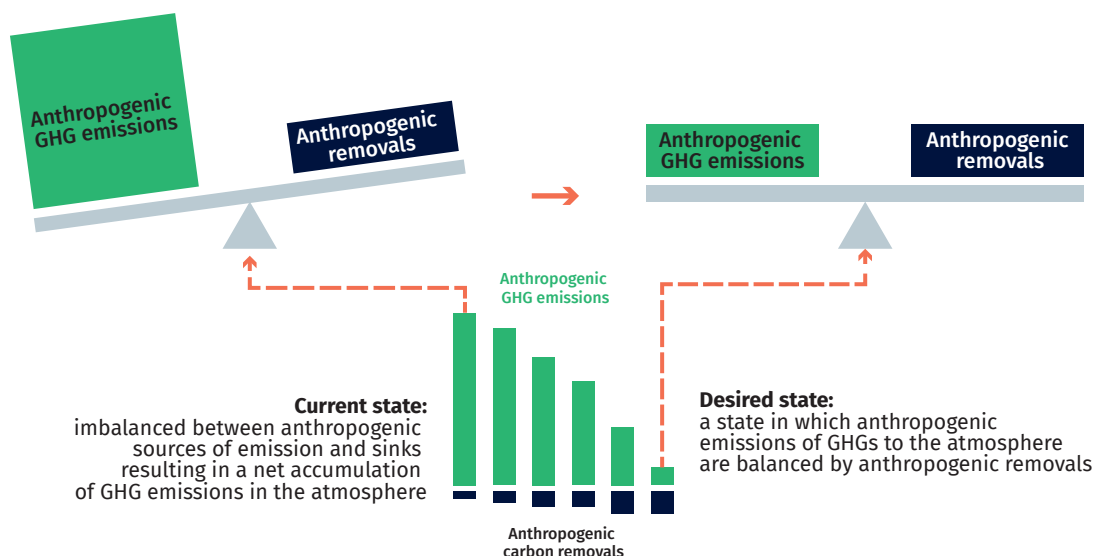 Anthropogenic
GHG emissions
Anthropogenic
removals
Anthropogenic
GHG emissions
Anthropogenic
removals
Anthropogenic
GHG emissions
Current state:
imbalanced between anthropogenic
sources of emission and sinks
resulting in a net accumulation
of GHG emissions in the atmosphere
Desired state:
a state in which anthropogenic
emissions of GHGs to the atmosphere
are balanced by anthropogenic removals
Anthropogenic
carbon removals